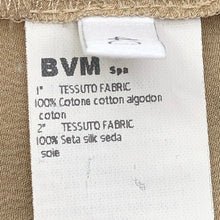 BVM Spa
1" TESSUTO FABRIC
100% Cotone cotton algodon
coton
2" TESSUTO FABRIC
100% Seta silk seda
soie